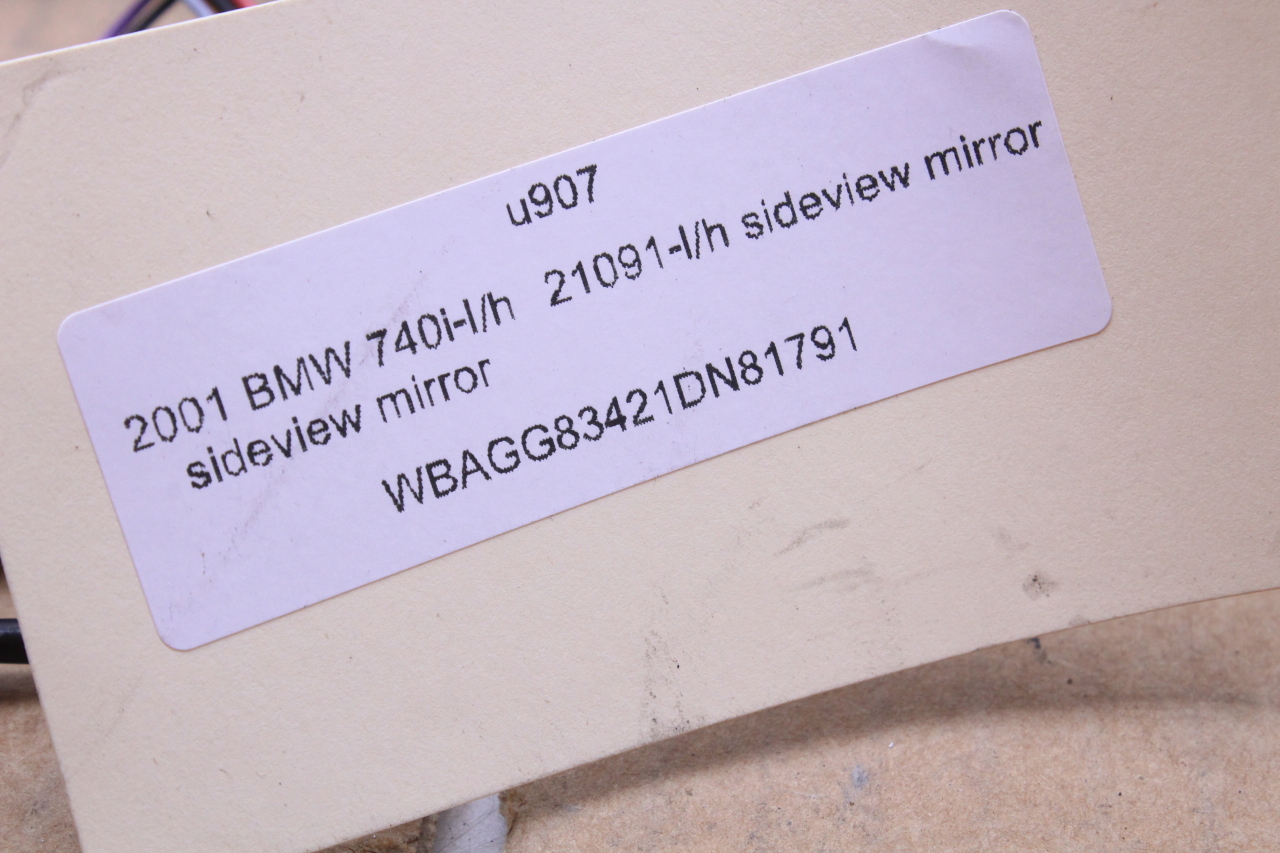 u907
2001 BMW 740i-l/h 21091-l/h sideview mirror
sideview mirror
WBAGG83421DN81791